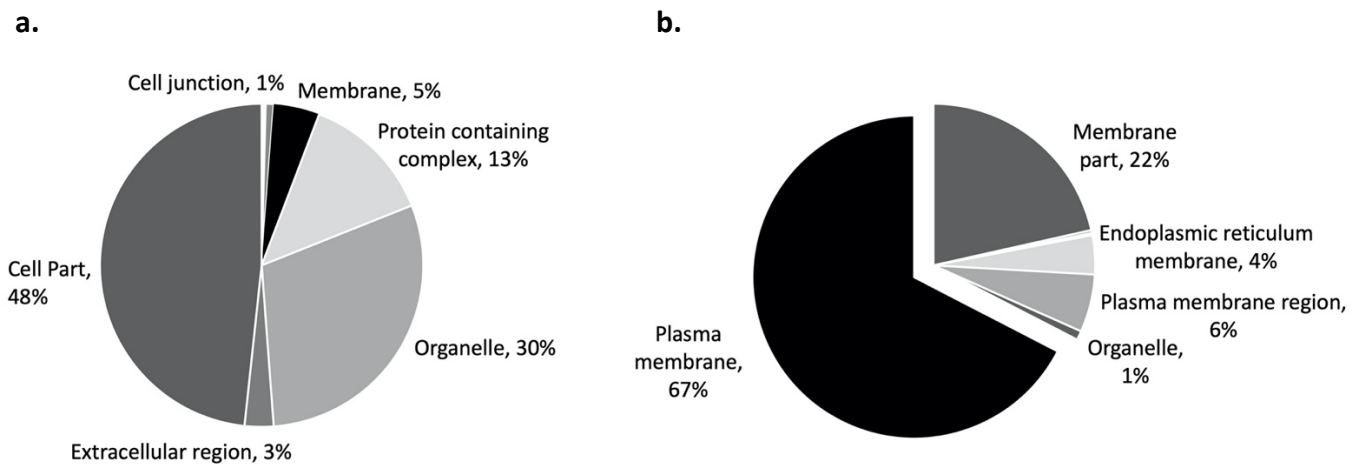 a.
Cell junction, 1%
Membrane, 5%
Protein containing
complex, 13%
Cell Part,
48%
Organelle, 30%
Extracellular region, 3%
b.
Membrane
part, 22%
Endoplasmic reticulum
membrane, 4%
Plasma membrane region,
6%
Plasma
membrane,
67%
Organelle,
1%